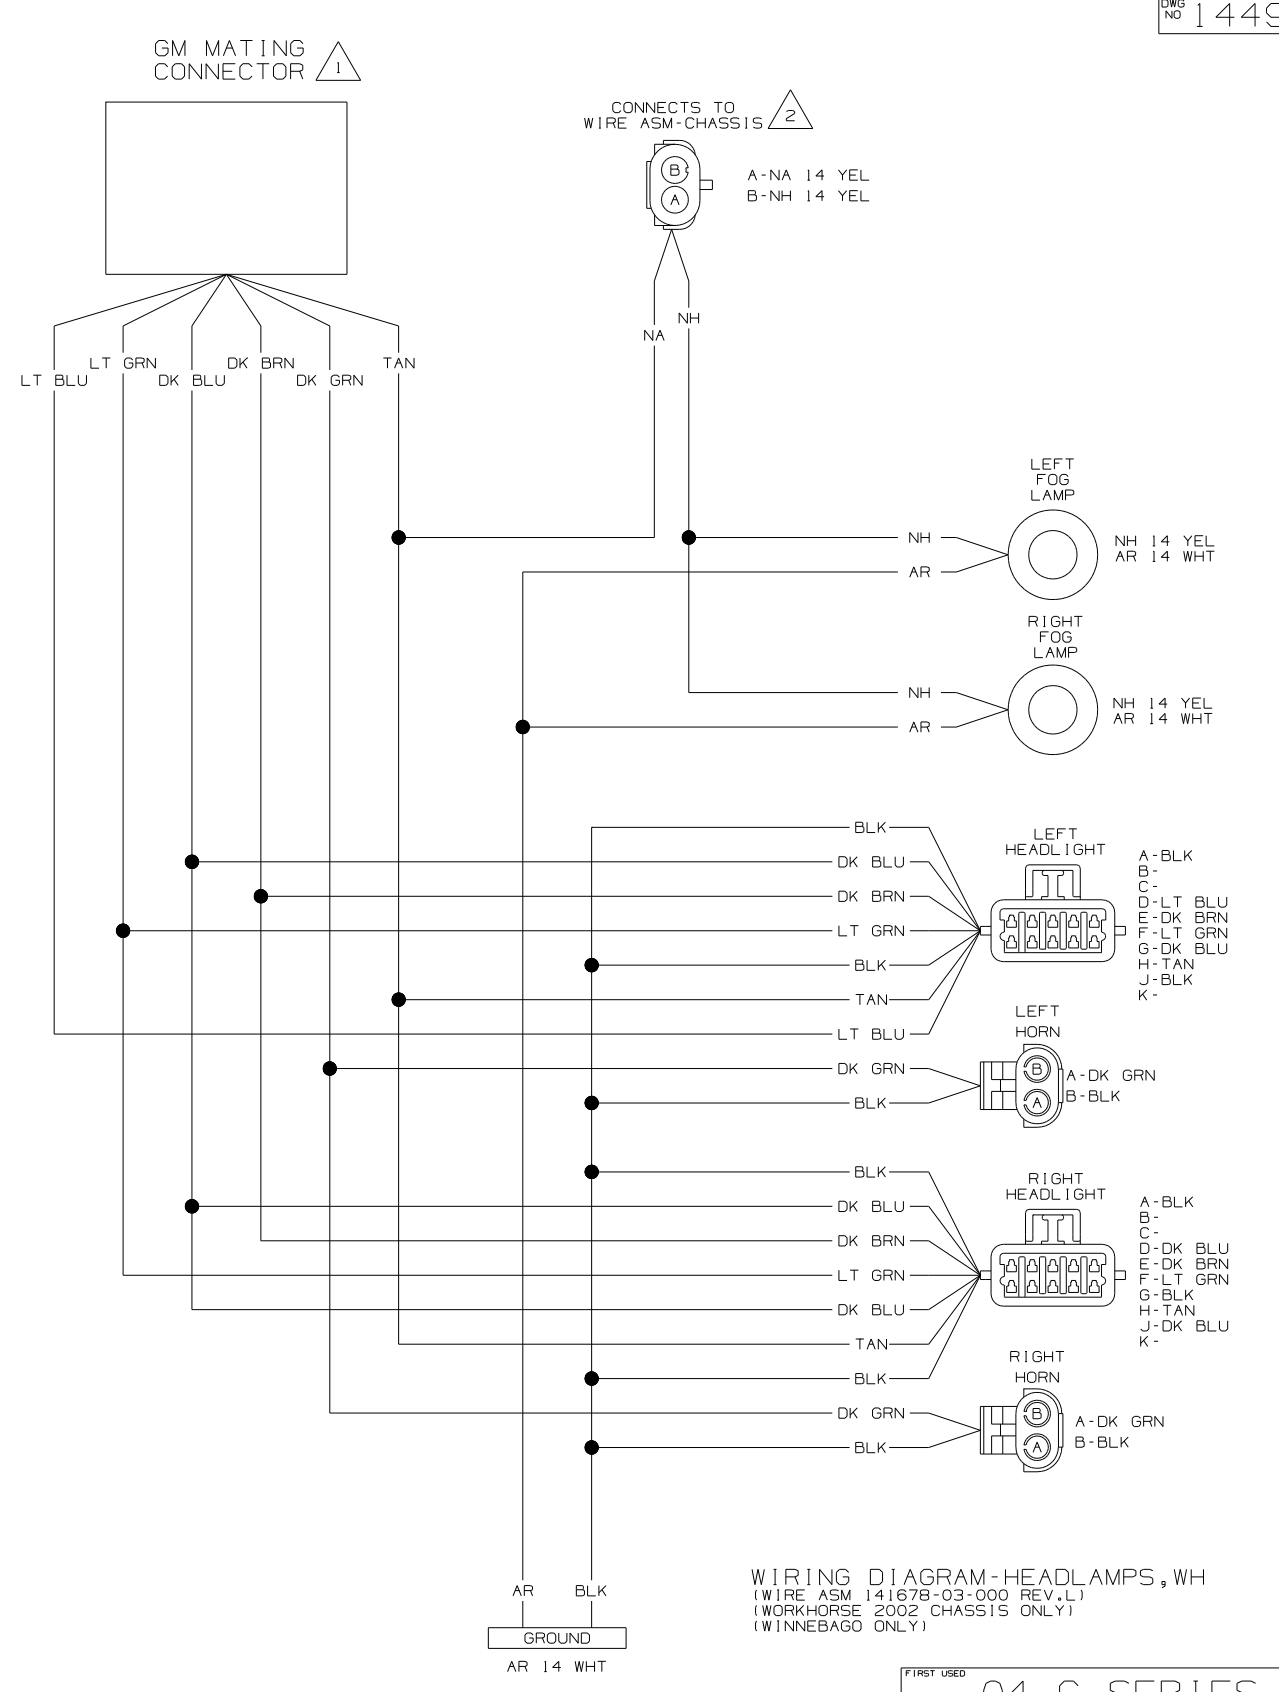 DWG
NO 1449
GM MATING
CONNECTOR 1
CONNECTS TO
WIRE ASM-CHASSIS 2
B
A
A-NA 14 YEL
B-NH 14 YEL
NH
NA
LT GRN DK BRN TAN
LT BLU DK BLU DK GRN
LEFT
FOG
LAMP
NH
AR
NH 14 YEL
AR 14 WHT
RIGHT
FOG
LAMP
NH
AR
NH 14 YEL
AR 14 WHT
LEFT
HEADLIGHT
BLK
DK BLU
DK BRN
LT GRN
BLK
TAN
LT BLU
A-BLK
B-
C-
D-LT BLU
E-DK BRN
F-LT GRN
G-DK BLU
H-TAN
J-BLK
K-
LEFT
HORN
DK GRN
BLK
B
A
A-DK GRN
B-BLK
RIGHT
HEADLIGHT
BLK
DK BLU
DK BRN
LT GRN
DK BLU
TAN
BLK
A-BLK
B-
C-
D-DK BLU
E-DK BRN
F-LT GRN
G-BLK
H-TAN
J-DK BLU
K-
RIGHT
HORN
DK GRN
BLK
B
A
A-DK GRN
B-BLK
AR BLK
GROUND
AR 14 WHT
WIRING DIAGRAM-HEADLAMPS,WH
(WIRE ASM 141678-03-000 REV.L)
(WORKHORSE 2002 CHASSIS ONLY)
(WINNEBAGO ONLY)
FIRST USED